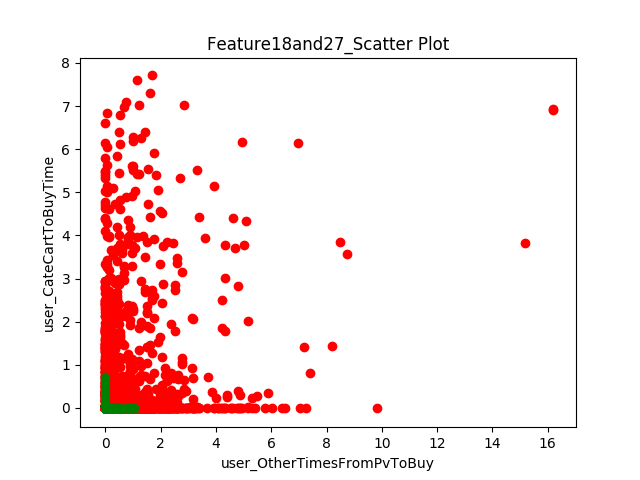 Feature18and27_Scatter Plot
8
7
6
5
4
3
2
1
0
user_CateCartToBuyTime
0 2 4 6 8 10 12 14 16
user_OtherTimesFromPvToBuy